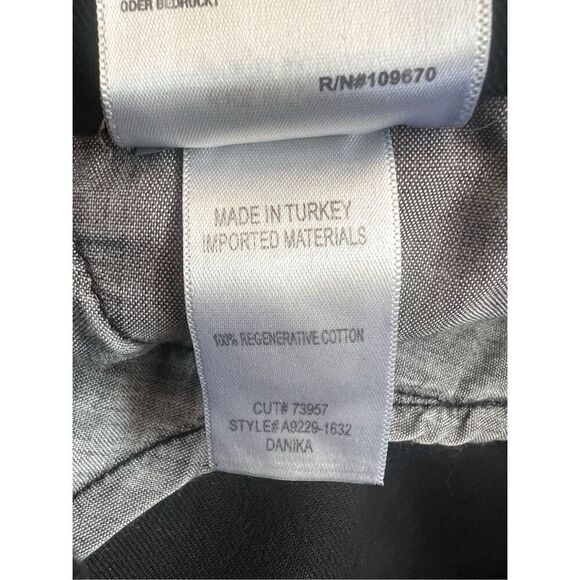 ODER BEDRUCKT
R/N#109670
MADE IN TURKEY
IMPORTED MATERIALS
100% REGENERATIVE COTTON
CUT# 73957
STYLE# A9229-1632
DANIKA